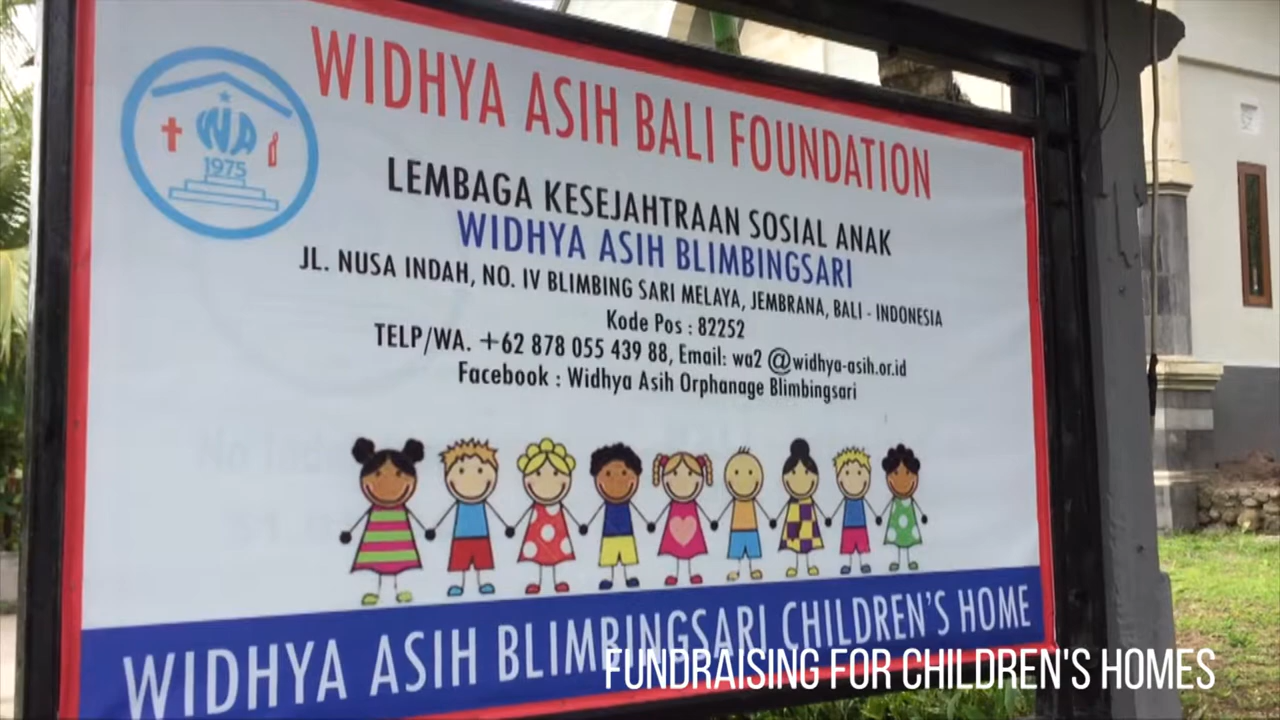 WIDHYA ASIH BALI FOUNDATION
WA
1975
LEMBAGA KESEJAHTRAAN SOSIAL ANAK
WIDHYA ASIH BLIMBINGSARI
JL. NUSA INDAH, NO. IV BLIMBING SARI MELAYA, JEMBRANA, BALI - INDONESIA
Kode Pos : 82252
TELP/WA. +62 878 055 439 88, Email: wa2 @widhya-asih.or.id
Facebook : Widhya Asih Orphanage Blimbingsari
WIDHYA ASIH BLIMBINGSARI CHILDREN'S HOME
FUNDRAISING FOR CHILDREN'S HOMES